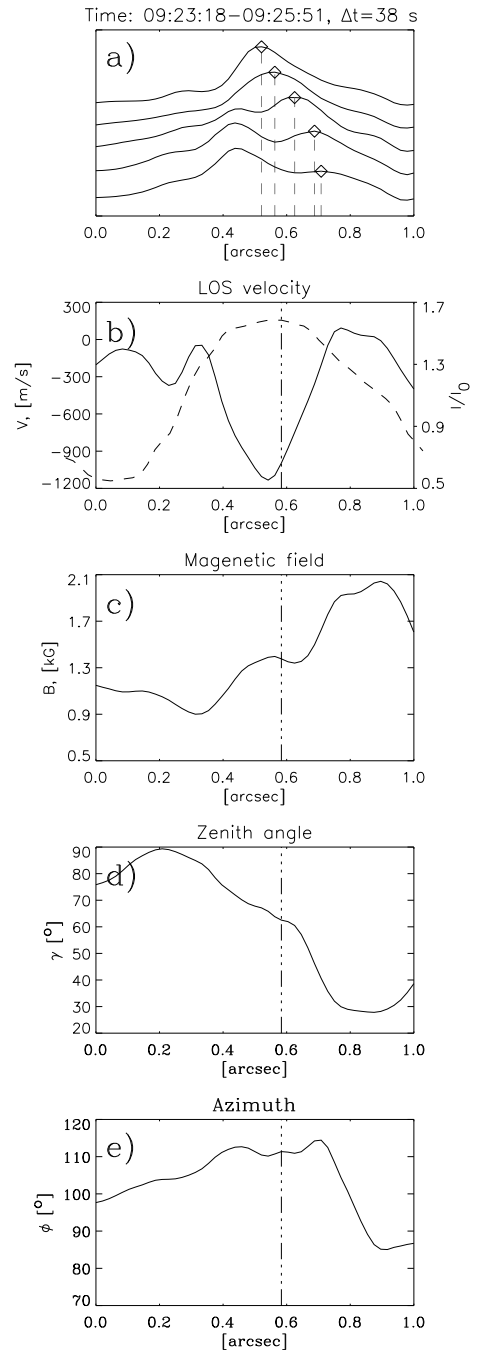 Time: 09:23:18−09:25:51, Δt=38 s
a)
0.0 0.2 0.4 0.6 0.8 1.0
[arcsec]
LOS velocity
b)
300
0
−300
−600
−900
−1200
V, [m/s]
1.7
1.3
0.9
0.5
I/I0
0.0 0.2 0.4 0.6 0.8 1.0
[arcsec]
Magenetic field
c)
2.1
1.7
1.3
0.9
0.5
B, [kG]
0.0 0.2 0.4 0.6 0.8 1.0
[arcsec]
Zenith angle
d)
90
80
70
60
50
40
30
20
γ [°]
0.0 0.2 0.4 0.6 0.8 1.0
[arcsec]
Azimuth
e)
120
110
100
90
80
70
ϕ [°]
0.0 0.2 0.4 0.6 0.8 1.0
[arcsec]